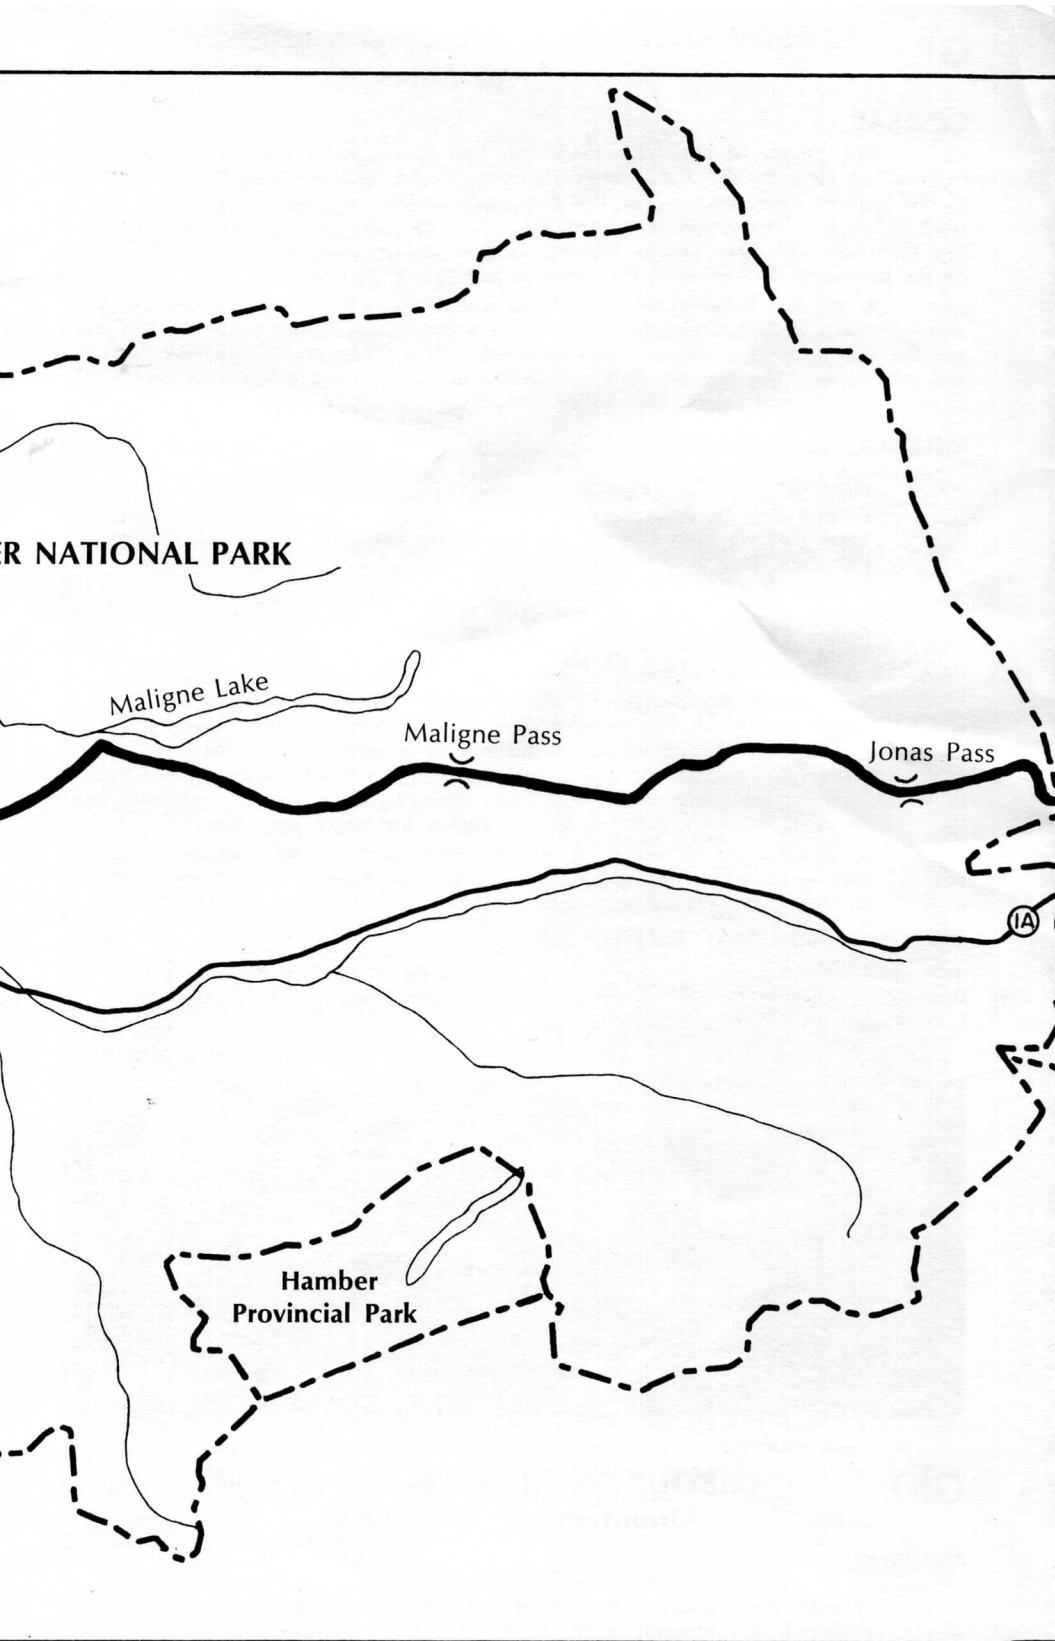 ER NATIONAL PARK
Maligne Lake
Maligne Pass
Jonas Pass
1A
Hamber
Provincial Park